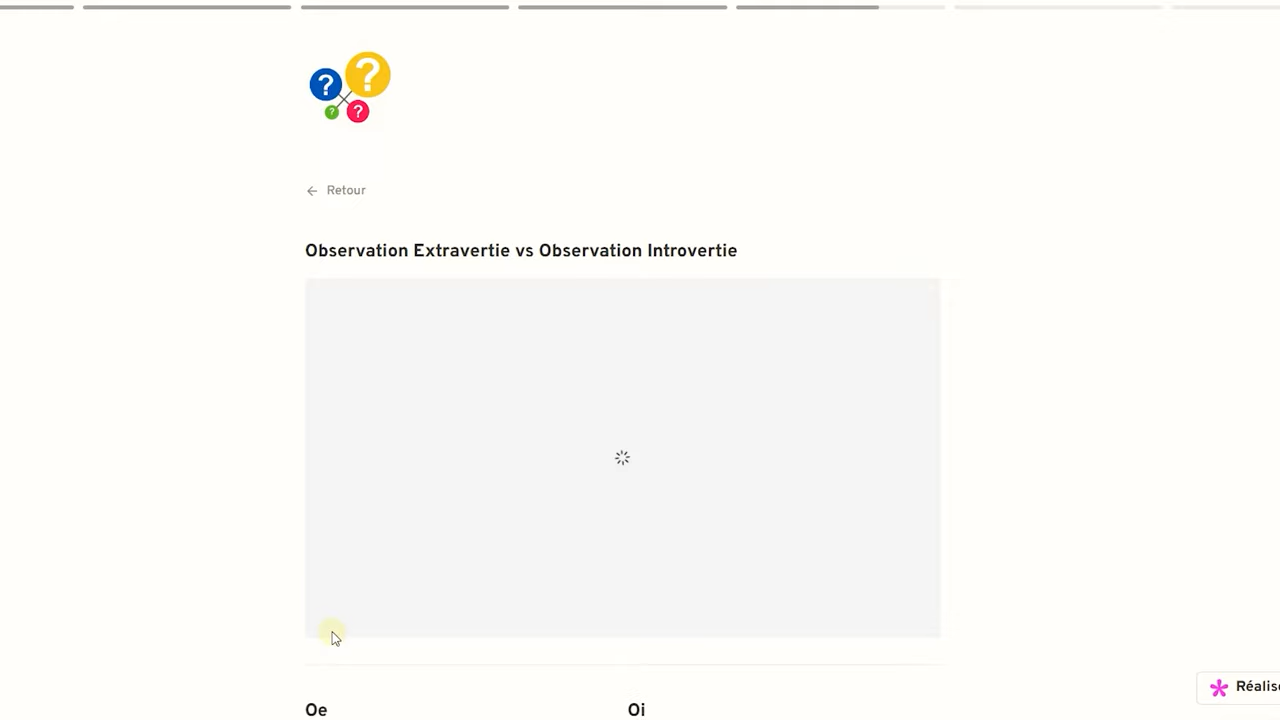 ? ?
? ?
Retour
Observation Extravertie vs Observation Introvertie
Oe Oi